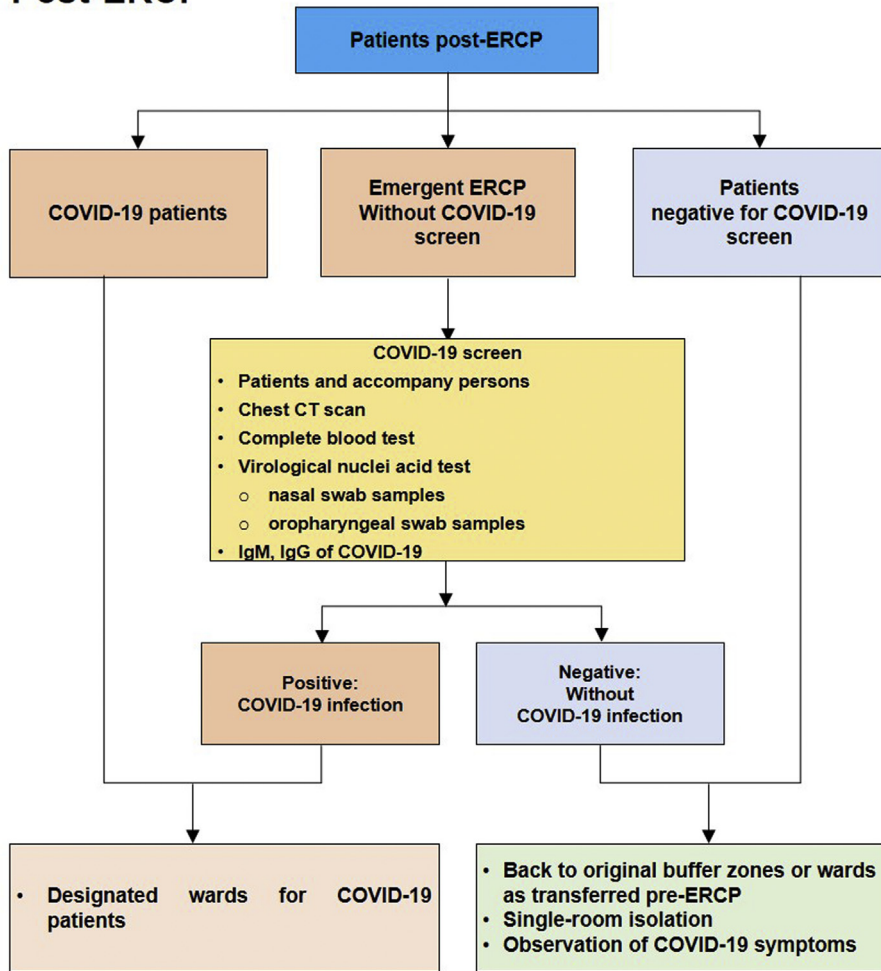 Patients post-ERCP
COVID-19 patients
Emergent ERCP
Without COVID-19
screen
Patients
negative for COVID-19
screen
COVID-19 screen
• Patients and accompany persons
• Chest CT scan
• Complete blood test
• Virological nuclei acid test
o nasal swab samples
o oropharyngeal swab samples
• IgM, IgG of COVID-19
Positive:
COVID-19 infection
Negative:
Without
COVID-19 infection
• Designated wards for COVID-19
patients
• Back to original buffer zones or wards
as transferred pre-ERCP
• Single-room isolation
• Observation of COVID-19 symptoms